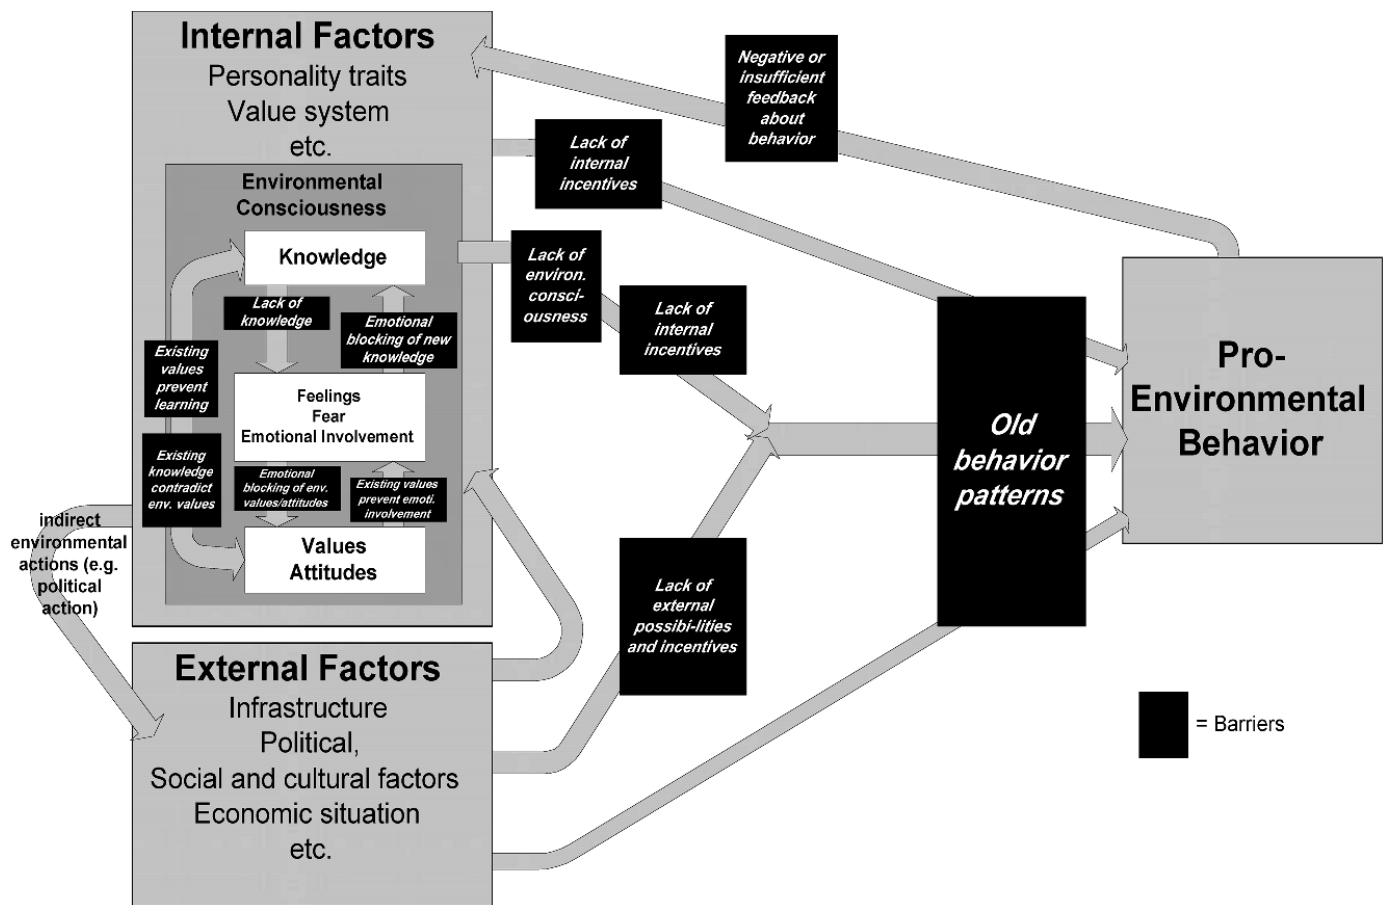 Internal Factors
Personality traits
Value system
etc.
Environmental
Consciousness
Knowledge
Lack of
knowledge
Emotional
blocking of new
knowledge
Existing
values
prevent
learning
Feelings
Fear
Emotional Involvement
Existing
knowledge
contradict
env. values
Emotional
blocking of env.
values/attitudes
Existing values
prevent emoti.
involvement
Values
Attitudes
indirect
environmental
actions (e.g.
political
action)
External Factors
Infrastructure
Political,
Social and cultural factors
Economic situation
etc.
Negative or
insufficient
feedback
about
behavior
Lack of
internal
incentives
Lack of
environ.
consci-
ousness
Lack of
internal
incentives
Lack of
external
possibi-lities
and incentives
Old
behavior
patterns
Pro-
Environmental
Behavior
= Barriers